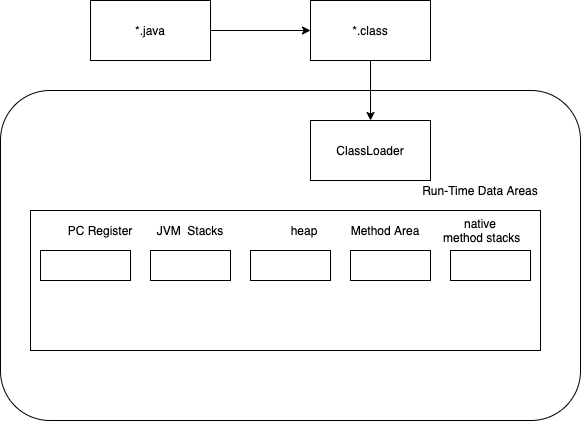 *.java
*.class
ClassLoader
Run-Time Data Areas
PC Register
JVM Stacks
heap
Method Area
native
method stacks